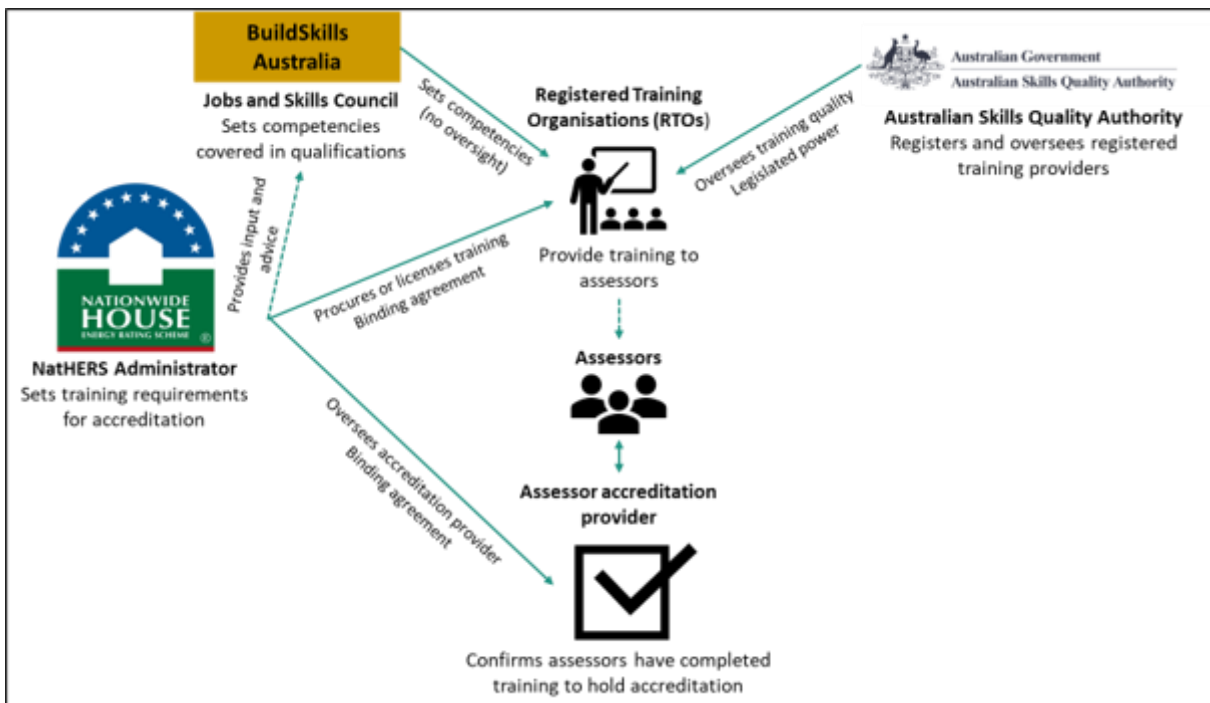 BuildSkills
Australia
Jobs and Skills Council
Sets competencies
covered in qualifications
Sets competencies
(no oversight)
Registered Training
Organisations (RTOs)
Provide training to
assessors
Oversees training quality
Legislated power
Australian Government
Australian Skills Quality Authority
Australian Skills Quality Authority
Registers and oversees registered
training providers
Provides input and
advice
NATIONWIDE
HOUSE
ENERGY RATING SCHEME ®
NatHERS Administrator
Sets training requirements
for accreditation
Procures or licenses training
Binding agreement
Oversees accreditation provider
Binding agreement
Assessors
Assessor accreditation
provider
Confirms assessors have completed
training to hold accreditation